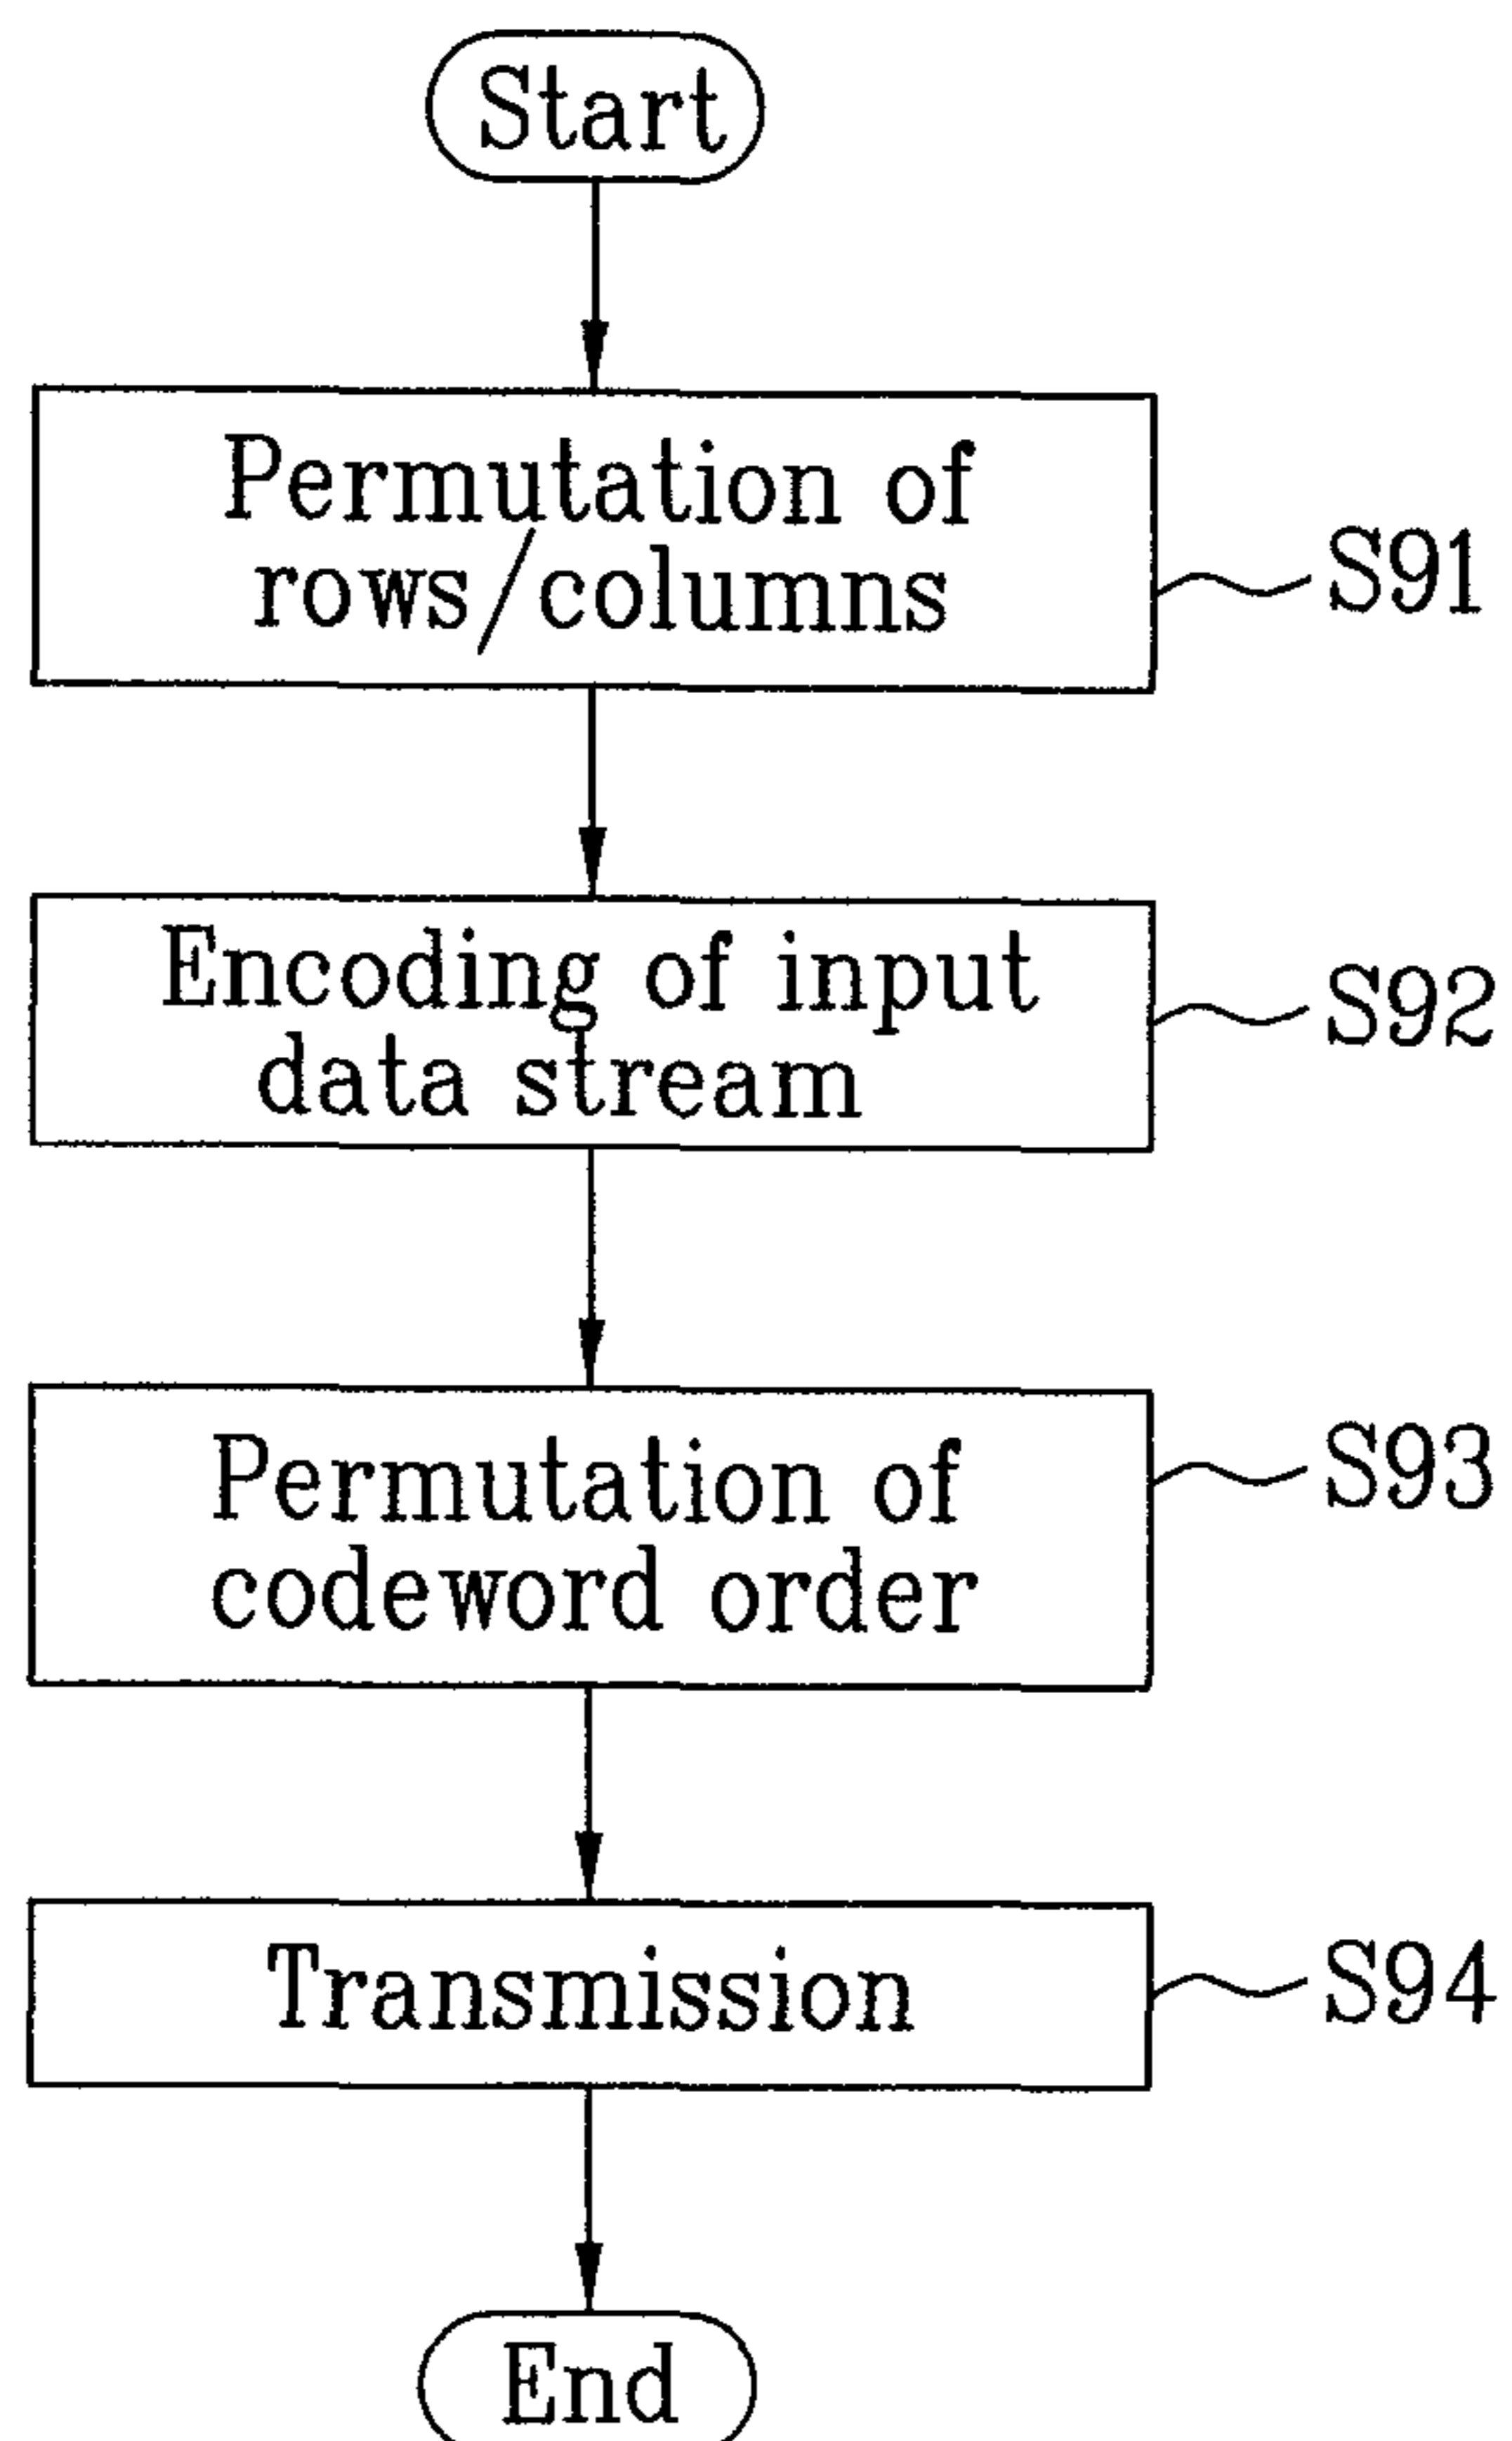 Start
Permutation of
rows/columns
S91
Encoding of input
data stream
S92
Permutation of
codeword order
S93
Transmission
S94
End